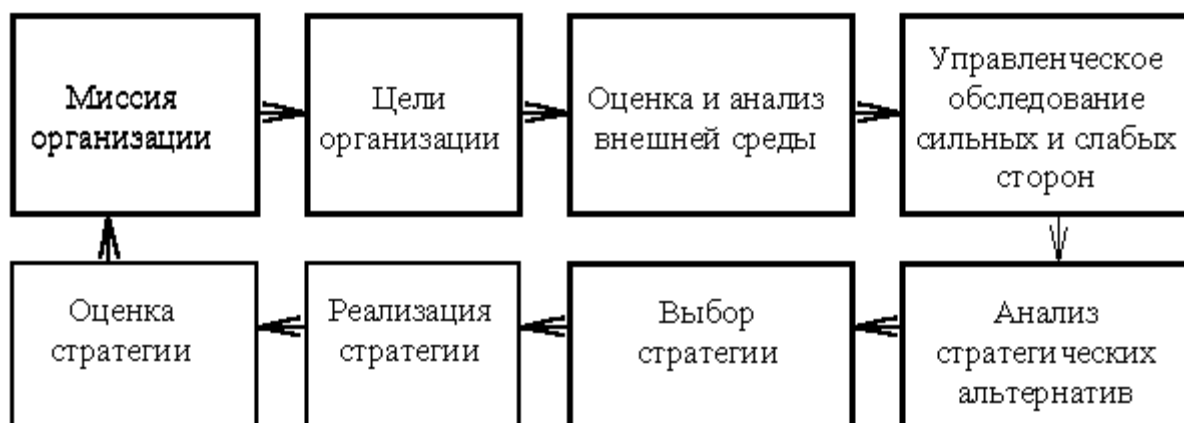 Миссия
организации
Цели
организации
Оценка и анализ
внешней среды
Управленческое
обследование
сильных и слабых
сторон
Оценка
стратегии
Реализация
стратегии
Выбор
стратегии
Анализ
стратегических
альтернатив